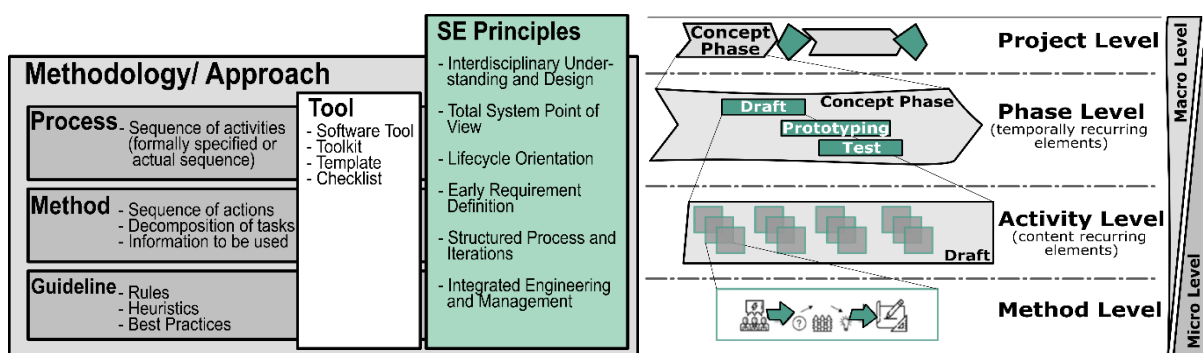 Methodology/ Approach
Process
- Sequence of activities
(formally specified or
actual sequence)
Method
- Sequence of actions
- Decomposition of tasks
- Information to be used
Guideline
- Rules
- Heuristics
- Best Practices
Tool
- Software Tool
- Toolkit
- Template
- Checklist
SE Principles
- Interdisciplinary Under-
standing and Design
- Total System Point of
View
- Lifecycle Orientation
- Early Requirement
Definition
- Structured Process and
Iterations
- Integrated Engineering
and Management
Concept
Phase
Project Level
Draft
Concept Phase
Prototyping
Test
Phase Level
(temporally recurring
elements)
Draft
Activity Level
(content recurring
elements)
?
Method Level
Macro Level
Micro Level